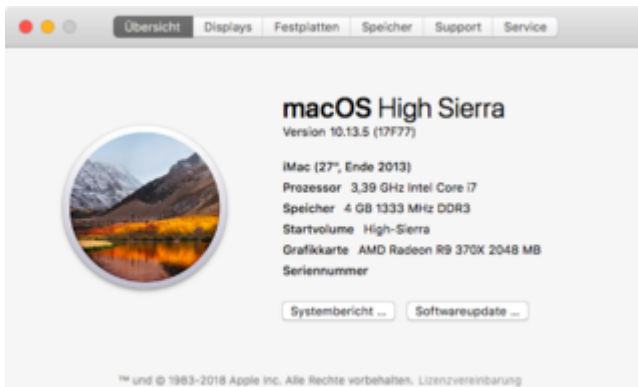 Übersicht Displays Festplatten Speicher Support Service
macOS High Sierra
Version 10.13.5 (17F77)
iMac (27", Ende 2013)
Prozessor 3,39 GHz Intel Core i7
Speicher 4 GB 1333 MHz DDR3
Startvolume High-Sierra
Grafikkarte AMD Radeon R9 370X 2048 MB
Seriennummer
Systembericht ... Softwareupdate ...
™ und © 1983-2018 Apple Inc. Alle Rechte vorbehalten. Lizenzvereinbarung